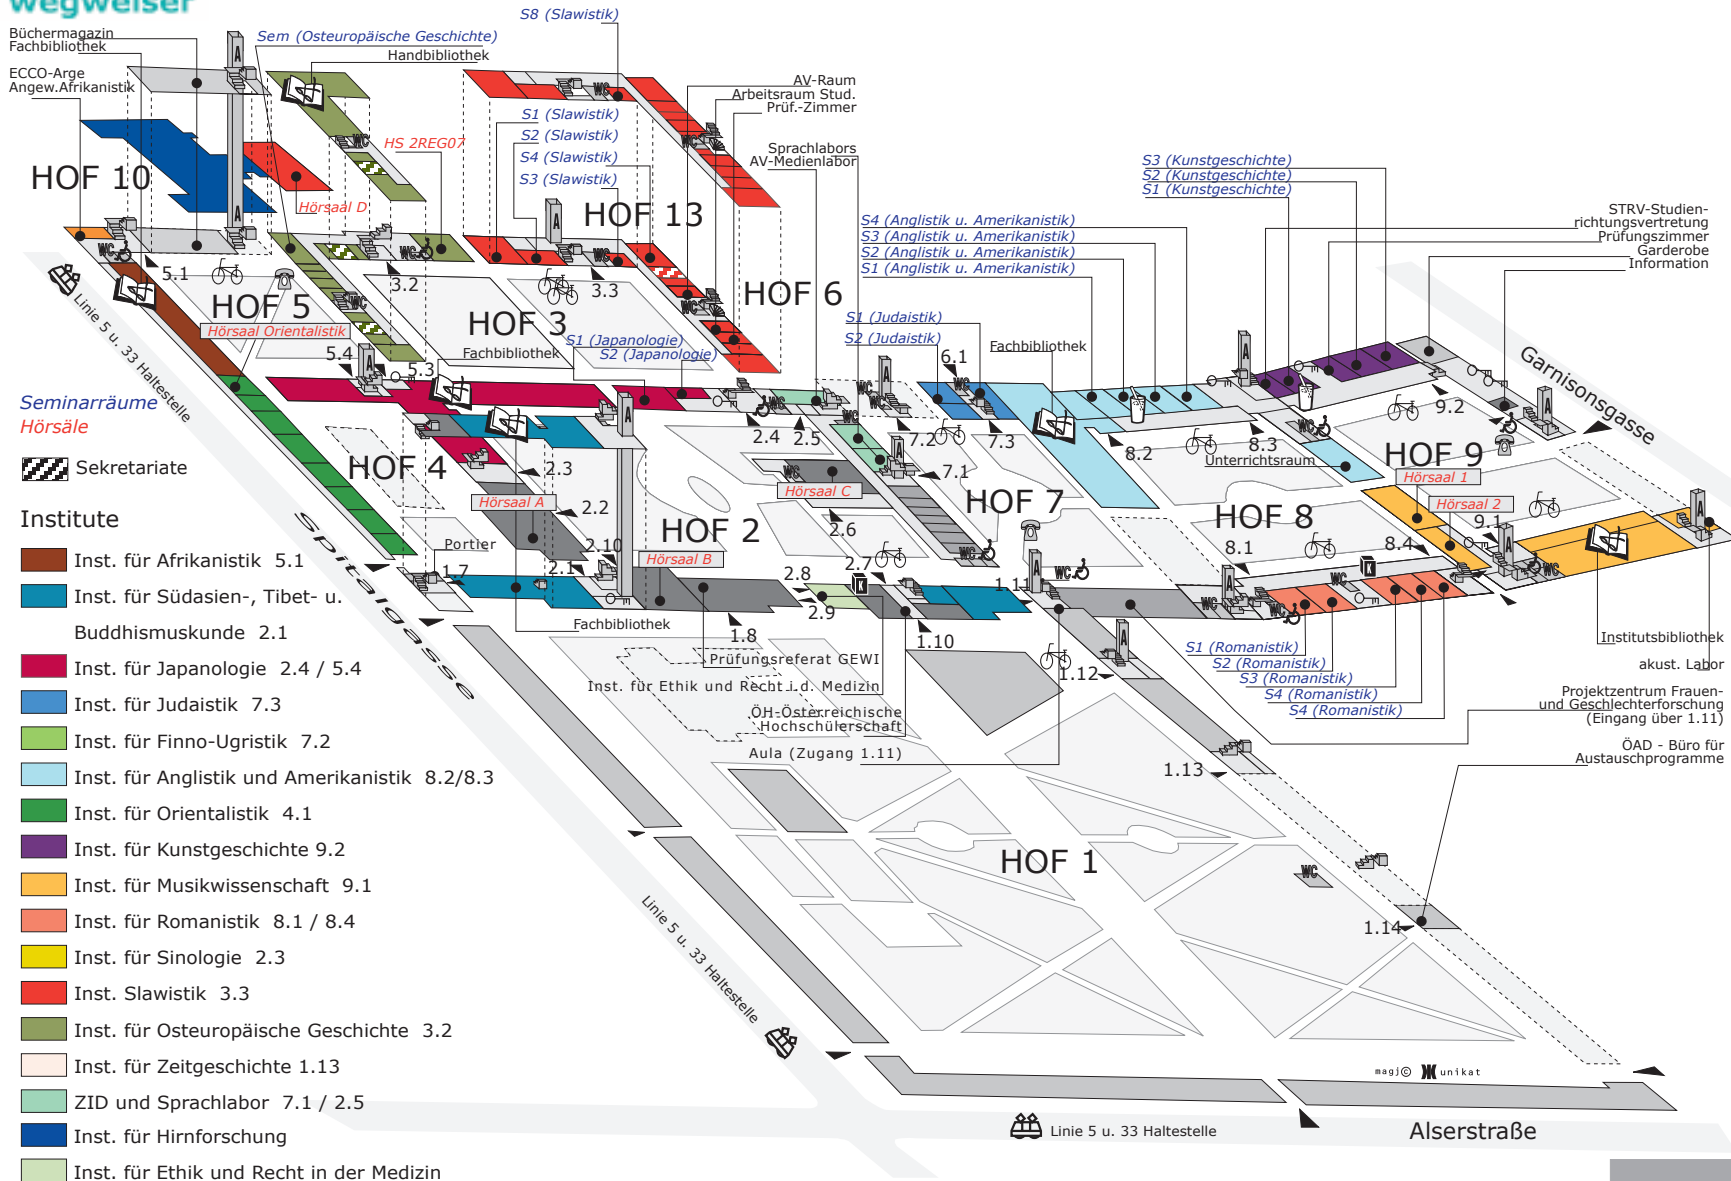 wegweiser
Büchermagazin
Fachbibliothek
ECCO-Arge
Angew.Afrikanistik
Sem (Osteuropäische Geschichte)
Handbibliothek
S8 (Slawistik)
S1 (Slawistik)
S2 (Slawistik)
S4 (Slawistik)
S3 (Slawistik)
HS 2REG07
AV-Raum
Arbeitsraum Stud.
Prüf.-Zimmer
Sprachlabors
AV-Medienlabor
S3 (Kunstgeschichte)
S2 (Kunstgeschichte)
S1 (Kunstgeschichte)
S4 (Anglistik u. Amerikanistik)
S3 (Anglistik u. Amerikanistik)
S2 (Anglistik u. Amerikanistik)
S1 (Anglistik u. Amerikanistik)
STRV-Studien-
richtungsvertretung
Prüfungszimmer
Garderobe
Information
HOF 10
Hörsaal D
HOF 13
HOF 6
5.1
3.2
3.3
HOF 5
HOF 3
Hörsaal Orientalistik
S1 (Japanologie)
S2 (Japanologie)
S1 (Judaistik)
S2 (Judaistik)
Fachbibliothek
Fachbibliothek
6.1
5.4
5.3
Garnisonsgasse
Linie 5 u. 33 Haltestelle
Seminarräume
Hörsäle
Sekretariate
2.4
2.5
7.2
7.3
8.2
8.3
9.2
Unterrichtsraum
HOF 4
2.3
Hörsaal A
2.2
Hörsaal C
7.1
HOF 7
HOF 9
Hörsaal 1
Hörsaal 2
HOF 2
2.6
HOF 8
9.1
Spitalgasse
Portier
1.7
2.10
2.1
Hörsaal B
2.8
2.7
2.9
1.11
8.1
8.4
Fachbibliothek
1.8
1.10
Prüfungsreferat GEWI
Inst. für Ethik und Recht i.d. Medizin
ÖH-Österreichische
Hochschülerschaft
Aula (Zugang 1.11)
1.12
1.13
1.14
S1 (Romanistik)
S2 (Romanistik)
S3 (Romanistik)
S4 (Romanistik)
S4 (Romanistik)
Institutsbibliothek
akust. Labor
Projektzentrum Frauen-
und Geschlechterforschung
(Eingang über 1.11)
ÖAD - Büro für
Austauschprogramme
Institute
Inst. für Afrikanistik 5.1
Inst. für Südasien-, Tibet- u.
Buddhismuskunde 2.1
Inst. für Japanologie 2.4 / 5.4
Inst. für Judaistik 7.3
Inst. für Finno-Ugristik 7.2
Inst. für Anglistik und Amerikanistik 8.2/8.3
Inst. für Orientalistik 4.1
Inst. für Kunstgeschichte 9.2
Inst. für Musikwissenschaft 9.1
Inst. für Romanistik 8.1 / 8.4
Inst. für Sinologie 2.3
Inst. Slawistik 3.3
Inst. für Osteuropäische Geschichte 3.2
Inst. für Zeitgeschichte 1.13
ZID und Sprachlabor 7.1 / 2.5
Inst. für Hirnforschung
Inst. für Ethik und Recht in der Medizin
HOF 1
WC
Linie 5 u. 33 Haltestelle
magj© unikat
Linie 5 u. 33 Haltestelle
Alserstraße